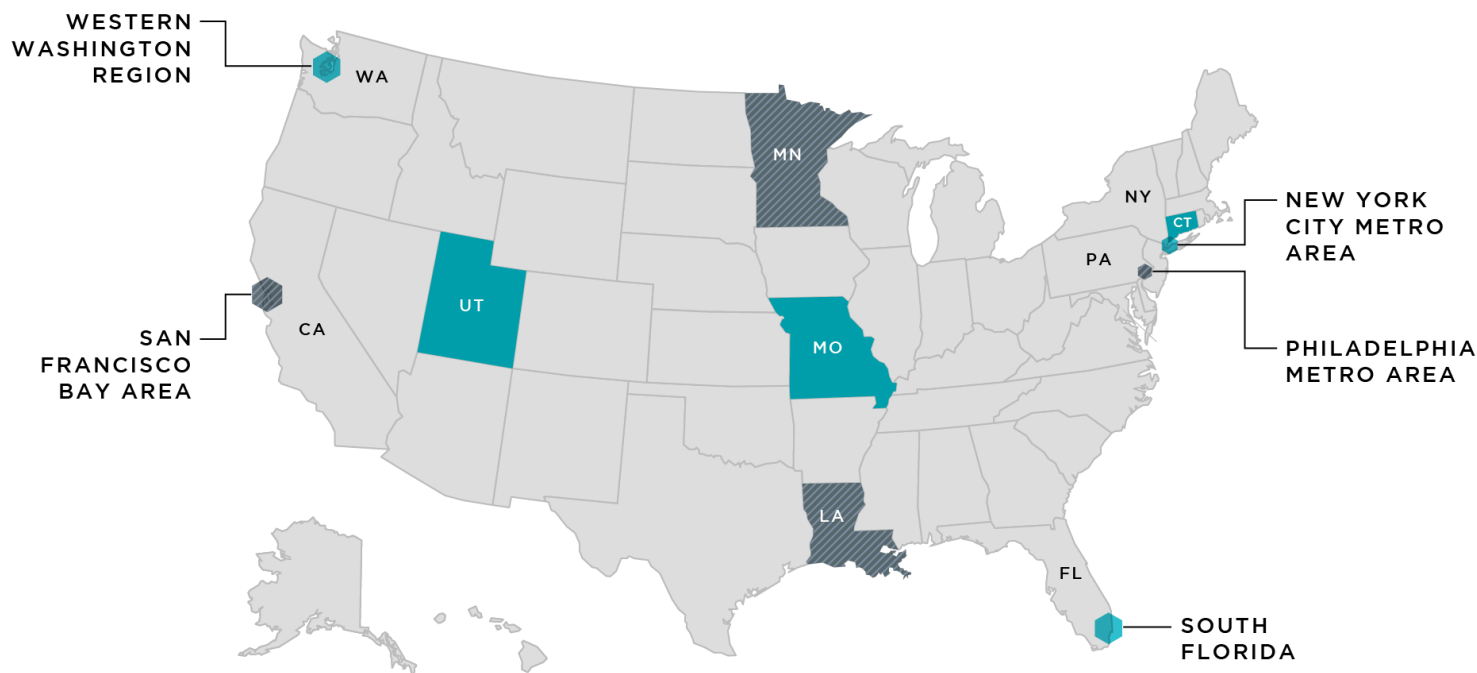 WESTERN
WASHINGTON
REGION
WA
MN
NY
CT
NEW YORK
CITY METRO
AREA
PA
UT
CA
SAN
FRANCISCO
BAY AREA
MO
PHILADELPHIA
METRO AREA
LA
FL
SOUTH
FLORIDA